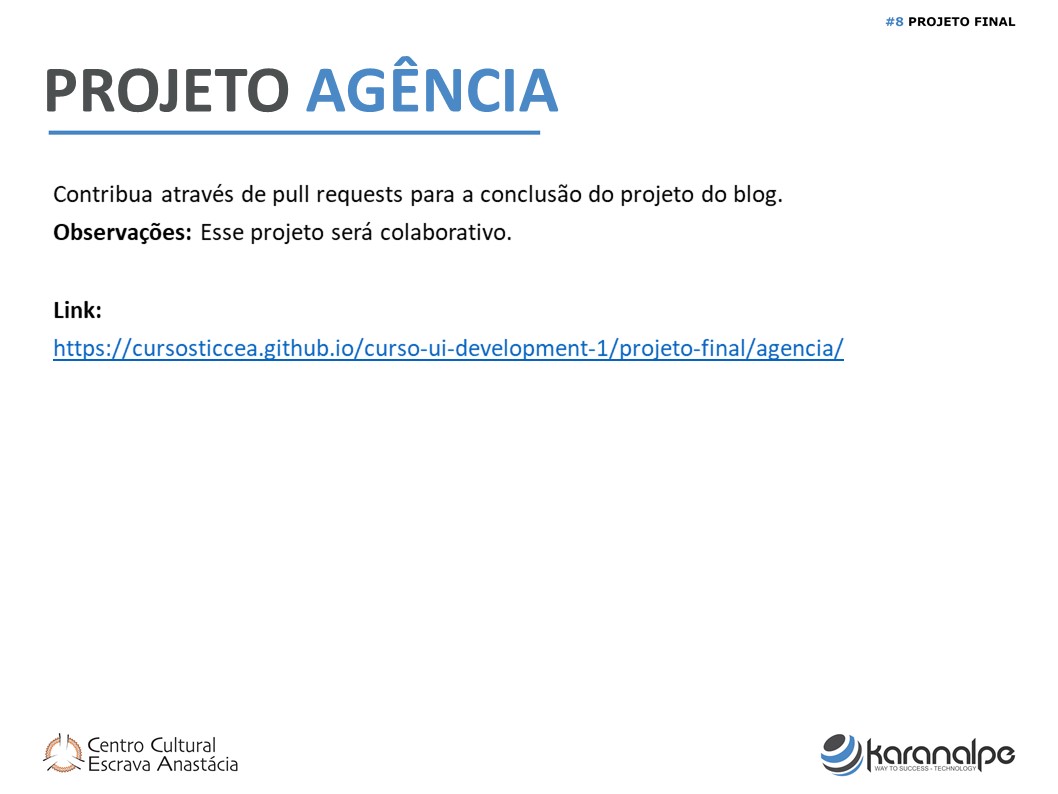 #8 PROJETO FINAL
PROJETO AGÊNCIA
Contribua através de pull requests para a conclusão do projeto do blog.
Observações: Esse projeto será colaborativo.
Link:
https://cursosticcea.github.io/curso-ui-development-1/projeto-final/agencia/
Centro Cultural
Escrava Anastácia
karanalpe
WAY TO SUCCESS - TECHNOLOGY